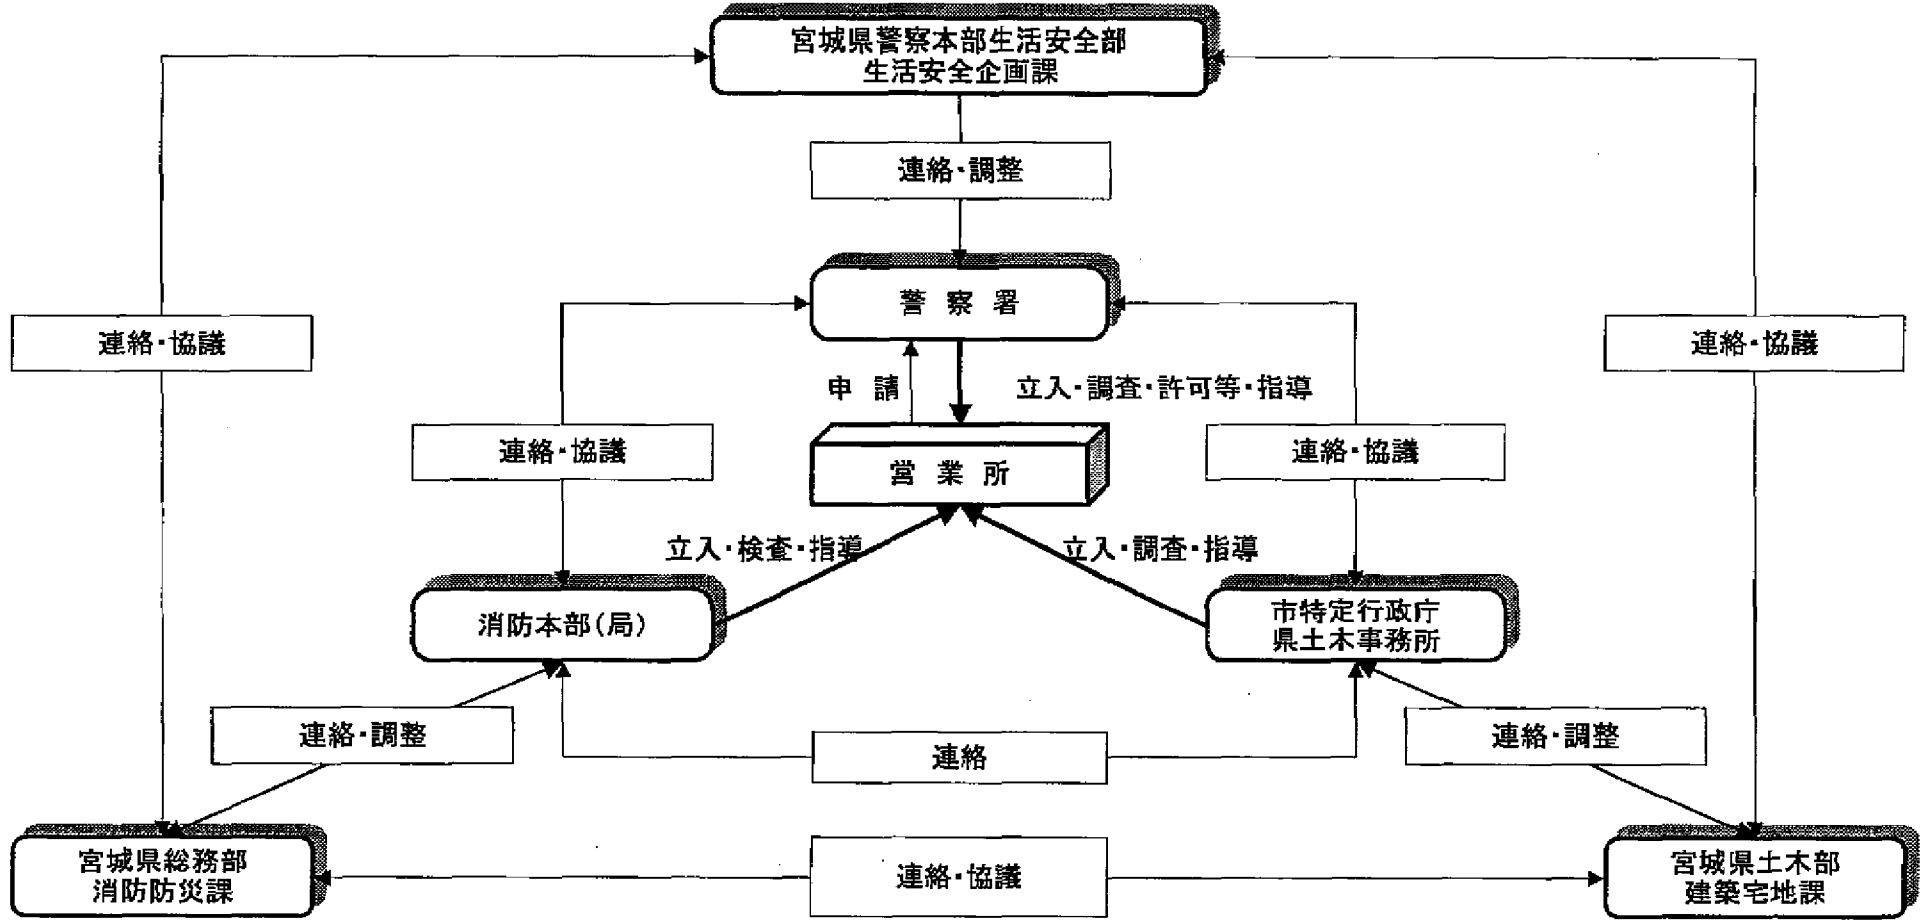 宮城県警察本部生活安全部
生活安全企画課
連絡・調整
警察署
連絡・協議
連絡・協議
申請
立入・調査・許可等・指導
連絡・協議
営業所
連絡・協議
立入・検査・指導
立入・調査・指導
消防本部(局)
市特定行政庁
県土木事務所
連絡・調整
連絡
連絡・調整
宮城県総務部
消防防災課
連絡・協議
宮城県土木部
建築宅地課